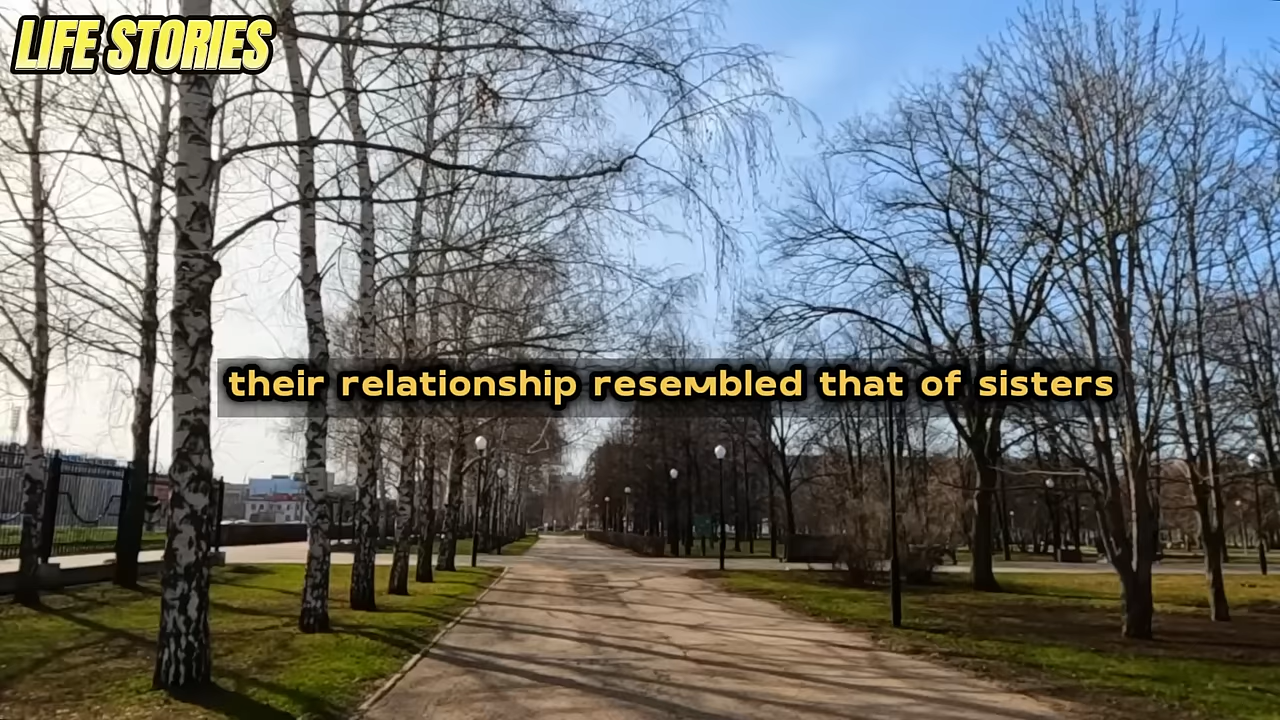 LIFE STORIES
their relationship resembled that of sisters